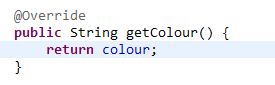 @Override
public String getColour() {
    return colour;
}